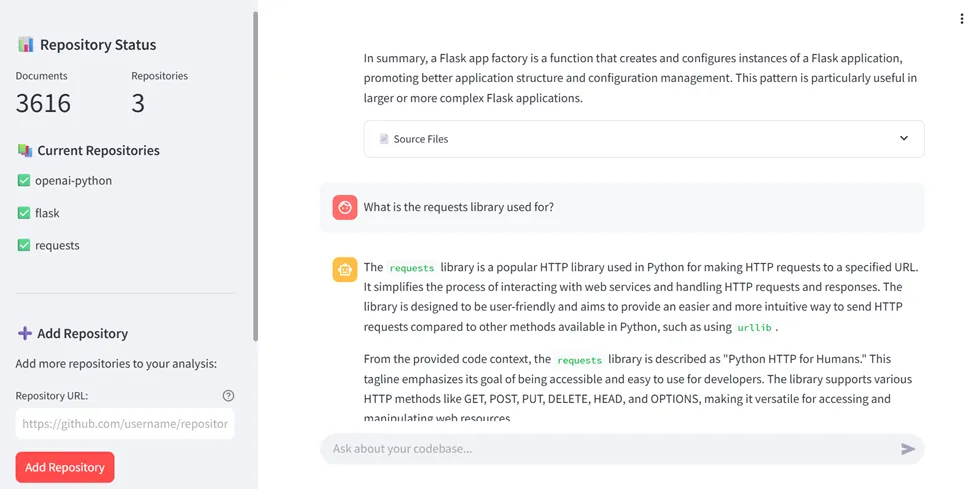 Repository Status
Documents
Repositories
3616
3
Current Repositories
openai-python
flask
requests
Add Repository
Add more repositories to your analysis:
Repository URL:
https://github.com/username/repositor
Add Repository
In summary, a Flask app factory is a function that creates and configures instances of a Flask application,
promoting better application structure and configuration management. This pattern is particularly useful in
larger or more complex Flask applications.
Source Files
What is the requests library used for?
The requests library is a popular HTTP library used in Python for making HTTP requests to a specified URL.
It simplifies the process of interacting with web services and handling HTTP requests and responses. The
library is designed to be user-friendly and aims to provide an easier and more intuitive way to send HTTP
requests compared to other methods available in Python, such as using urllib .
From the provided code context, the requests library is described as "Python HTTP for Humans." This
tagline emphasizes its goal of being accessible and easy to use for developers. The library supports various
HTTP methods like GET, POST, PUT, DELETE, HEAD, and OPTIONS, making it versatile for accessing and
manipulating web resources.
Ask about your codebase...